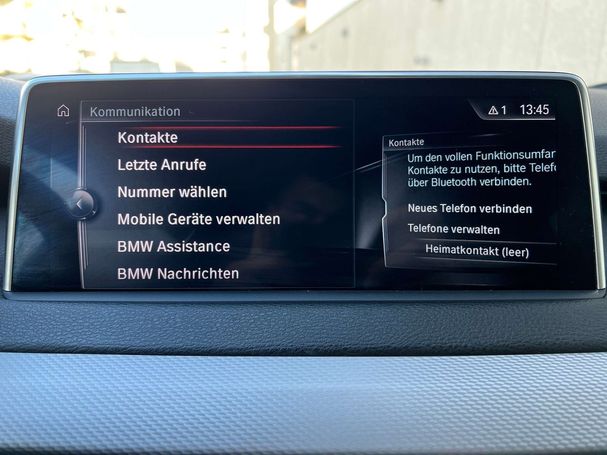 Kommunikation
1 13:45
Kontakte
Letzte Anrufe
Nummer wählen
Mobile Geräte verwalten
BMW Assistance
BMW Nachrichten
Kontakte
Um den vollen Funktionsumfar
Kontakte zu nutzen, bitte Telef
über Bluetooth verbinden.
Neues Telefon verbinden
Telefone verwalten
Heimatkontakt (leer)